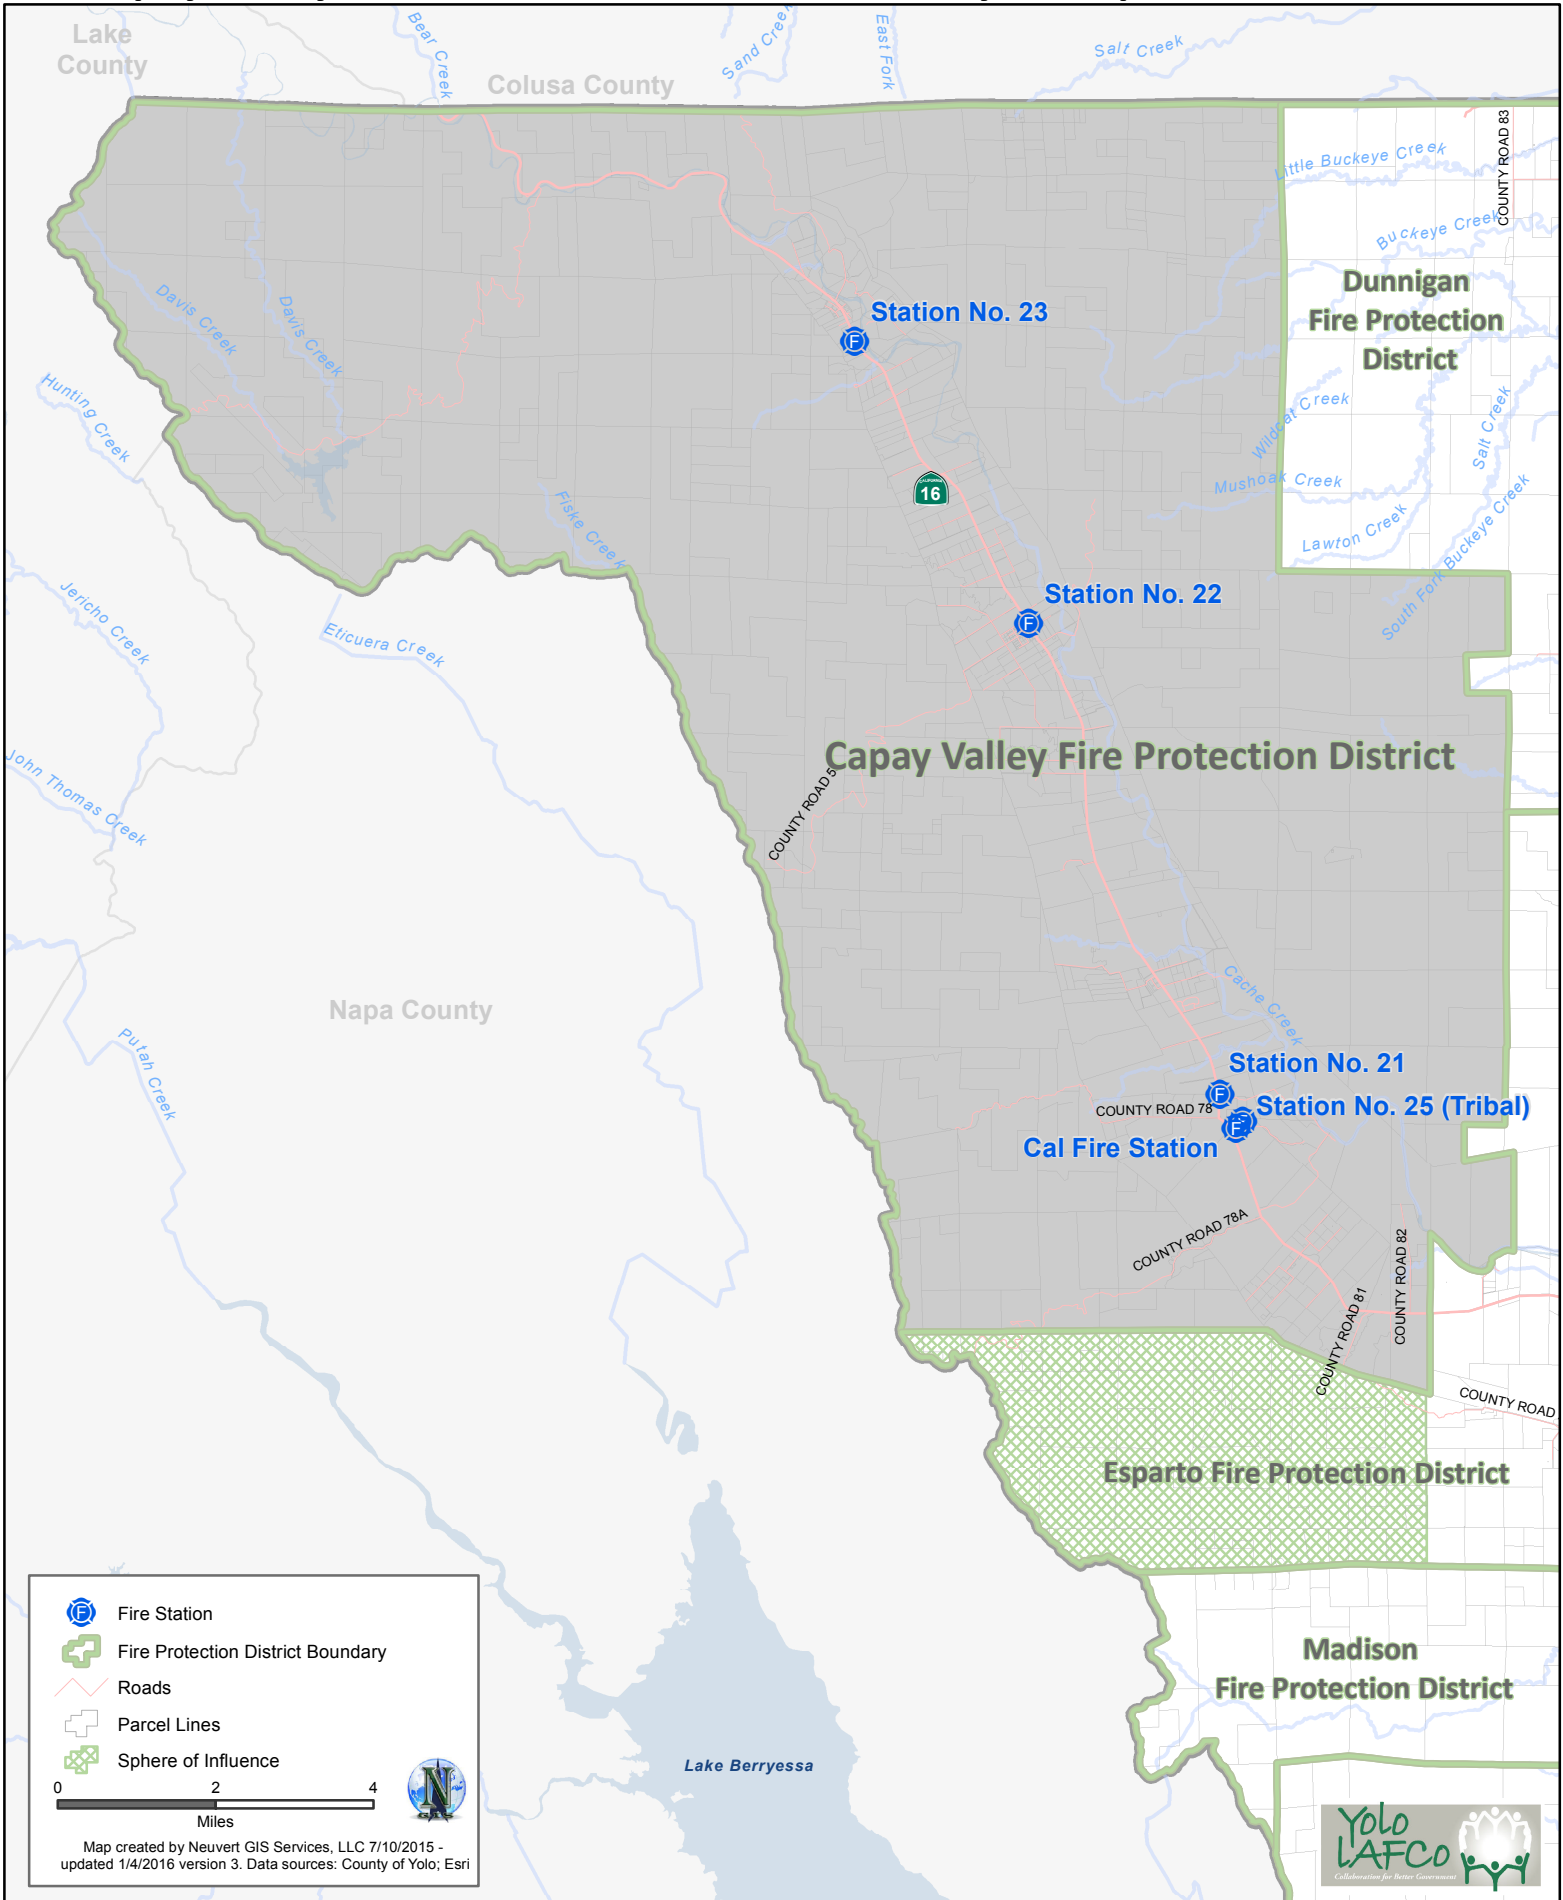 Lake
County
Colusa County
Bear Creek
Sand Creek
East Fork
Salt Creek
COUNTY ROAD 83
Little Buckeye Creek
Buckeye Creek
Dunnigan
Fire Protection
District
Davis Creek
Davis Creek
Station No. 23
Hunting Creek
Wildcat Creek
Salt Creek
Mushoak Creek
CALIFORNIA
16
Lawton Creek
South Fork Buckeye Creek
Fiske Creek
Jericho Creek
Eticuera Creek
Station No. 22
Capay Valley Fire Protection District
COUNTY ROAD 5
John Thomas Creek
Napa County
Cache Creek
Putah Creek
Station No. 21
COUNTY ROAD 78
Station No. 25 (Tribal)
Cal Fire Station
COUNTY ROAD 78A
COUNTY ROAD 82
COUNTY ROAD 81
COUNTY ROAD
Esparto Fire Protection District
Madison
Fire Protection District
Lake Berryessa
F Fire Station
Fire Protection District Boundary
Roads
Parcel Lines
Sphere of Influence
0 2 4
Miles
N
GIS
Map created by Neuvert GIS Services, LLC 7/10/2015 -
updated 1/4/2016 version 3. Data sources: County of Yolo; Esri
YOLO
LAFCO
Collaboration for Better Government